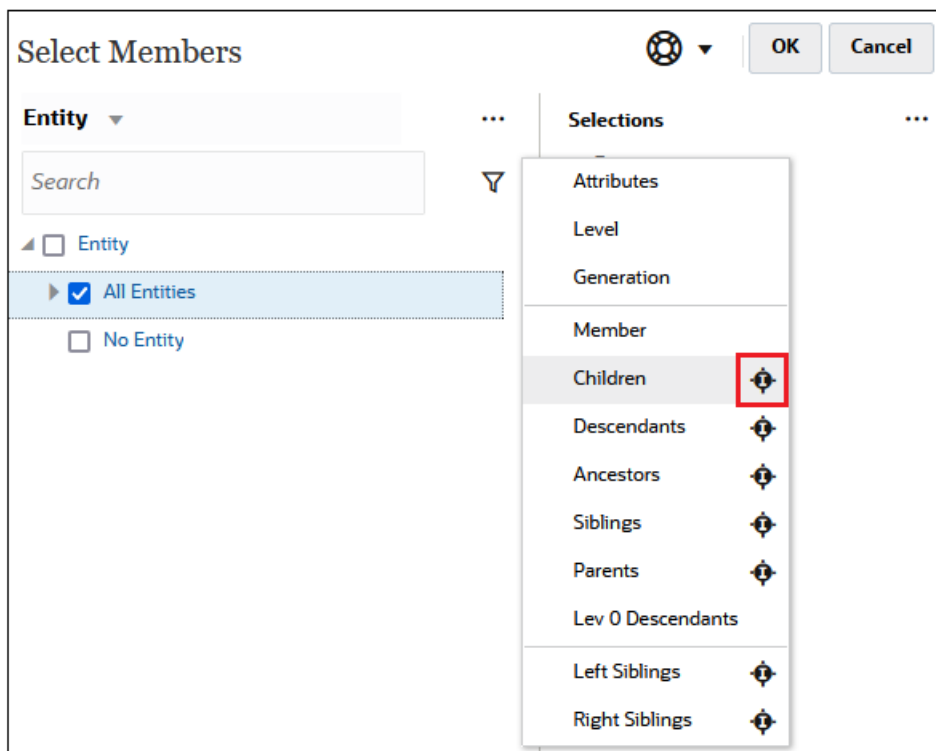 Select Members
OK
Cancel
Entity
...
Selections
...
Search
Entity
All Entities
No Entity
Attributes
Level
Generation
Member
Children
Descendants
Ancestors
Siblings
Parents
Lev 0 Descendants
Left Siblings
Right Siblings